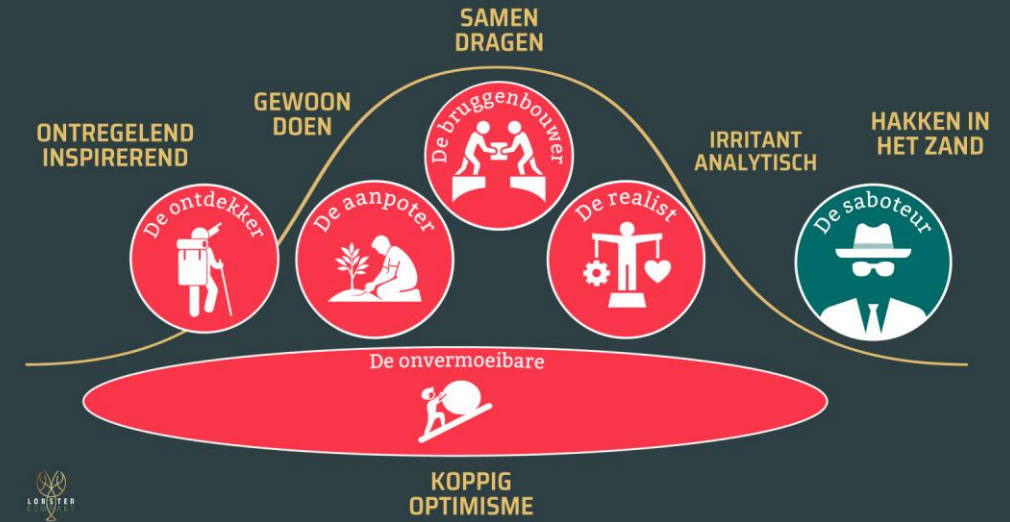 SAMEN
DRAGEN
GEWOON
DOEN
ONTREGELEND
INSPIREREND
IRRITANT
ANALYTISCH
HAKKEN IN
HET ZAND
De ontdekker
De aanpoter
De bruggenbouwer
De realist
De saboteur
De onvermoeibare
KOPPIG
OPTIMISME
LOBSTER
COMPANY